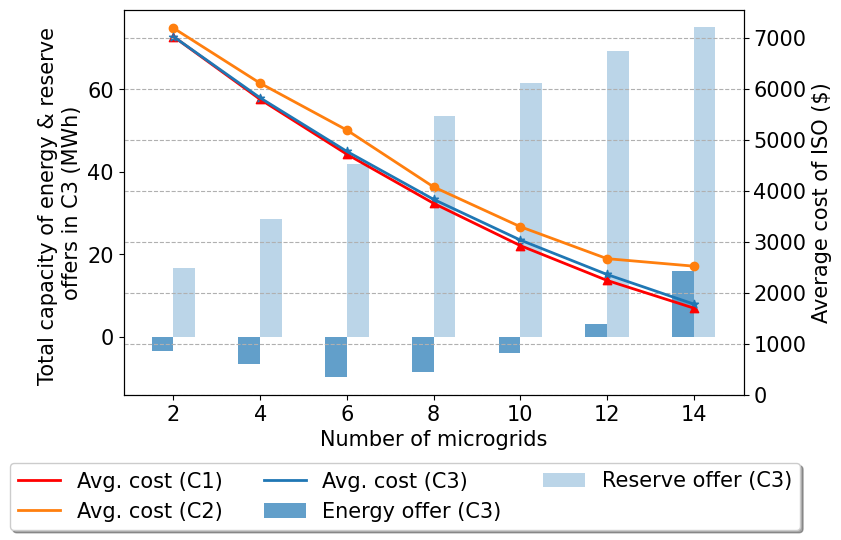 Total capacity of energy & reserve
offers in C3 (MWh)
60
40
20
0
7000
6000
5000
4000
3000
2000
1000
0
Average cost of ISO ($)
2 4 6 8 10 12 14
Number of microgrids
Avg. cost (C1)
Avg. cost (C2)
Avg. cost (C3)
Energy offer (C3)
Reserve offer (C3)